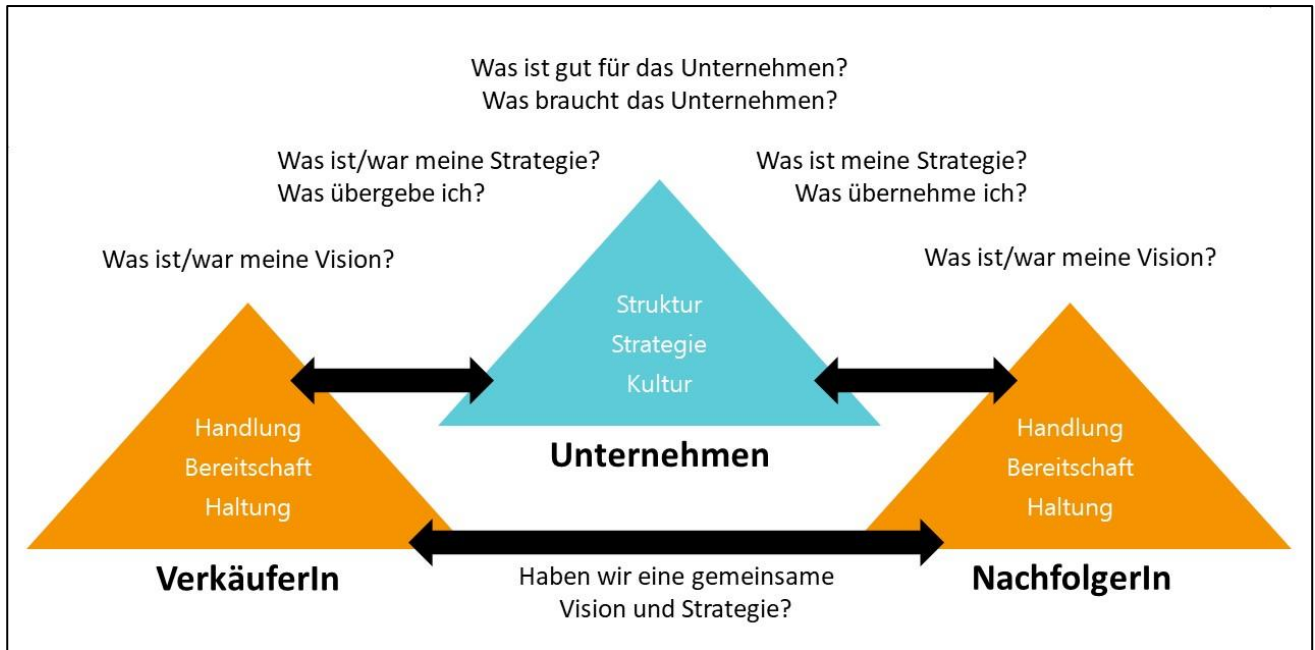 Was ist gut für das Unternehmen?
Was braucht das Unternehmen?
Was ist/war meine Strategie?
Was übergebe ich?
Was ist meine Strategie?
Was übernehme ich?
Was ist/war meine Vision?
Was ist/war meine Vision?
Struktur
Strategie
Kultur
Unternehmen
Handlung
Bereitschaft
Haltung
VerkäuferIn
Handlung
Bereitschaft
Haltung
NachfolgerIn
Haben wir eine gemeinsame
Vision und Strategie?